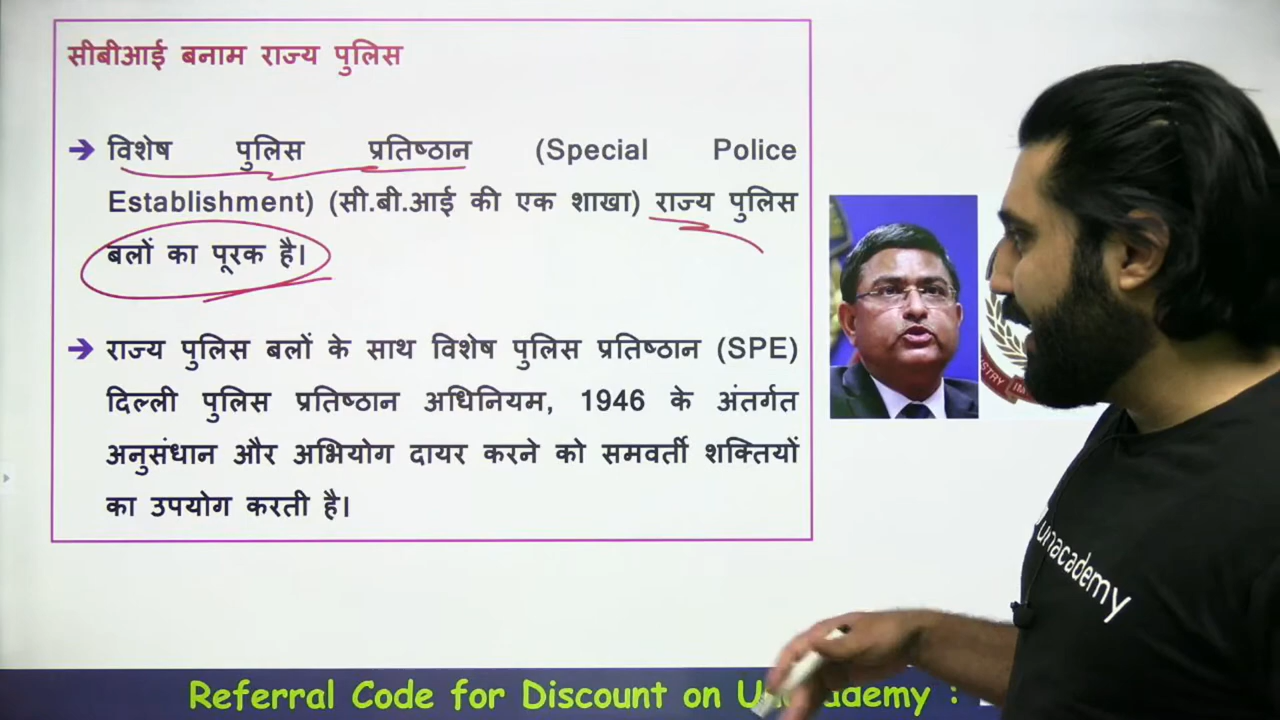 सीबीआई बनाम राज्य पुलिस
➔ विशेष पुलिस प्रतिष्ठान (Special Police
Establishment) (सी.बी.आई की एक शाखा) राज्य पुलिस
बलों का पूरक है।
➔ राज्य पुलिस बलों के साथ विशेष पुलिस प्रतिष्ठान (SPE)
दिल्ली पुलिस प्रतिष्ठान अधिनियम, 1946 के अंतर्गत
अनुसंधान और अभियोग दायर करने को समवर्ती शक्तियों
का उपयोग करती है।
unacademy
Referral Code for Discount on Unacademy :